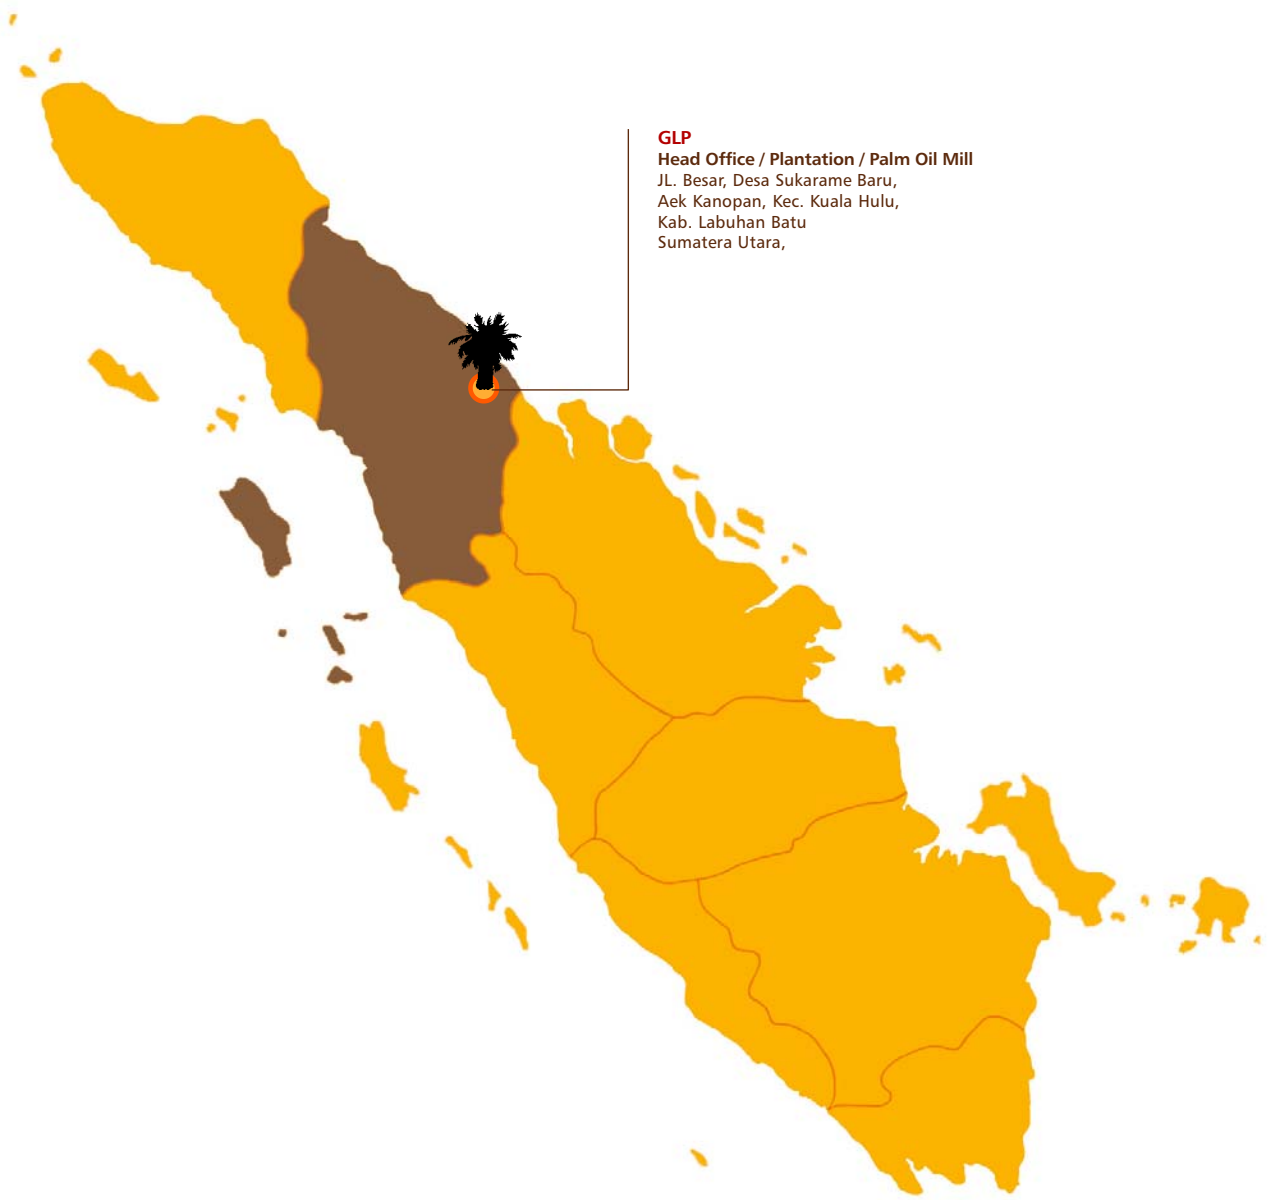 GLP
Head Office / Plantation / Palm Oil Mill
JL. Besar, Desa Sukarame Baru,
Aek Kanopan, Kec. Kuala Hulu,
Kab. Labuhan Batu
Sumatera Utara,